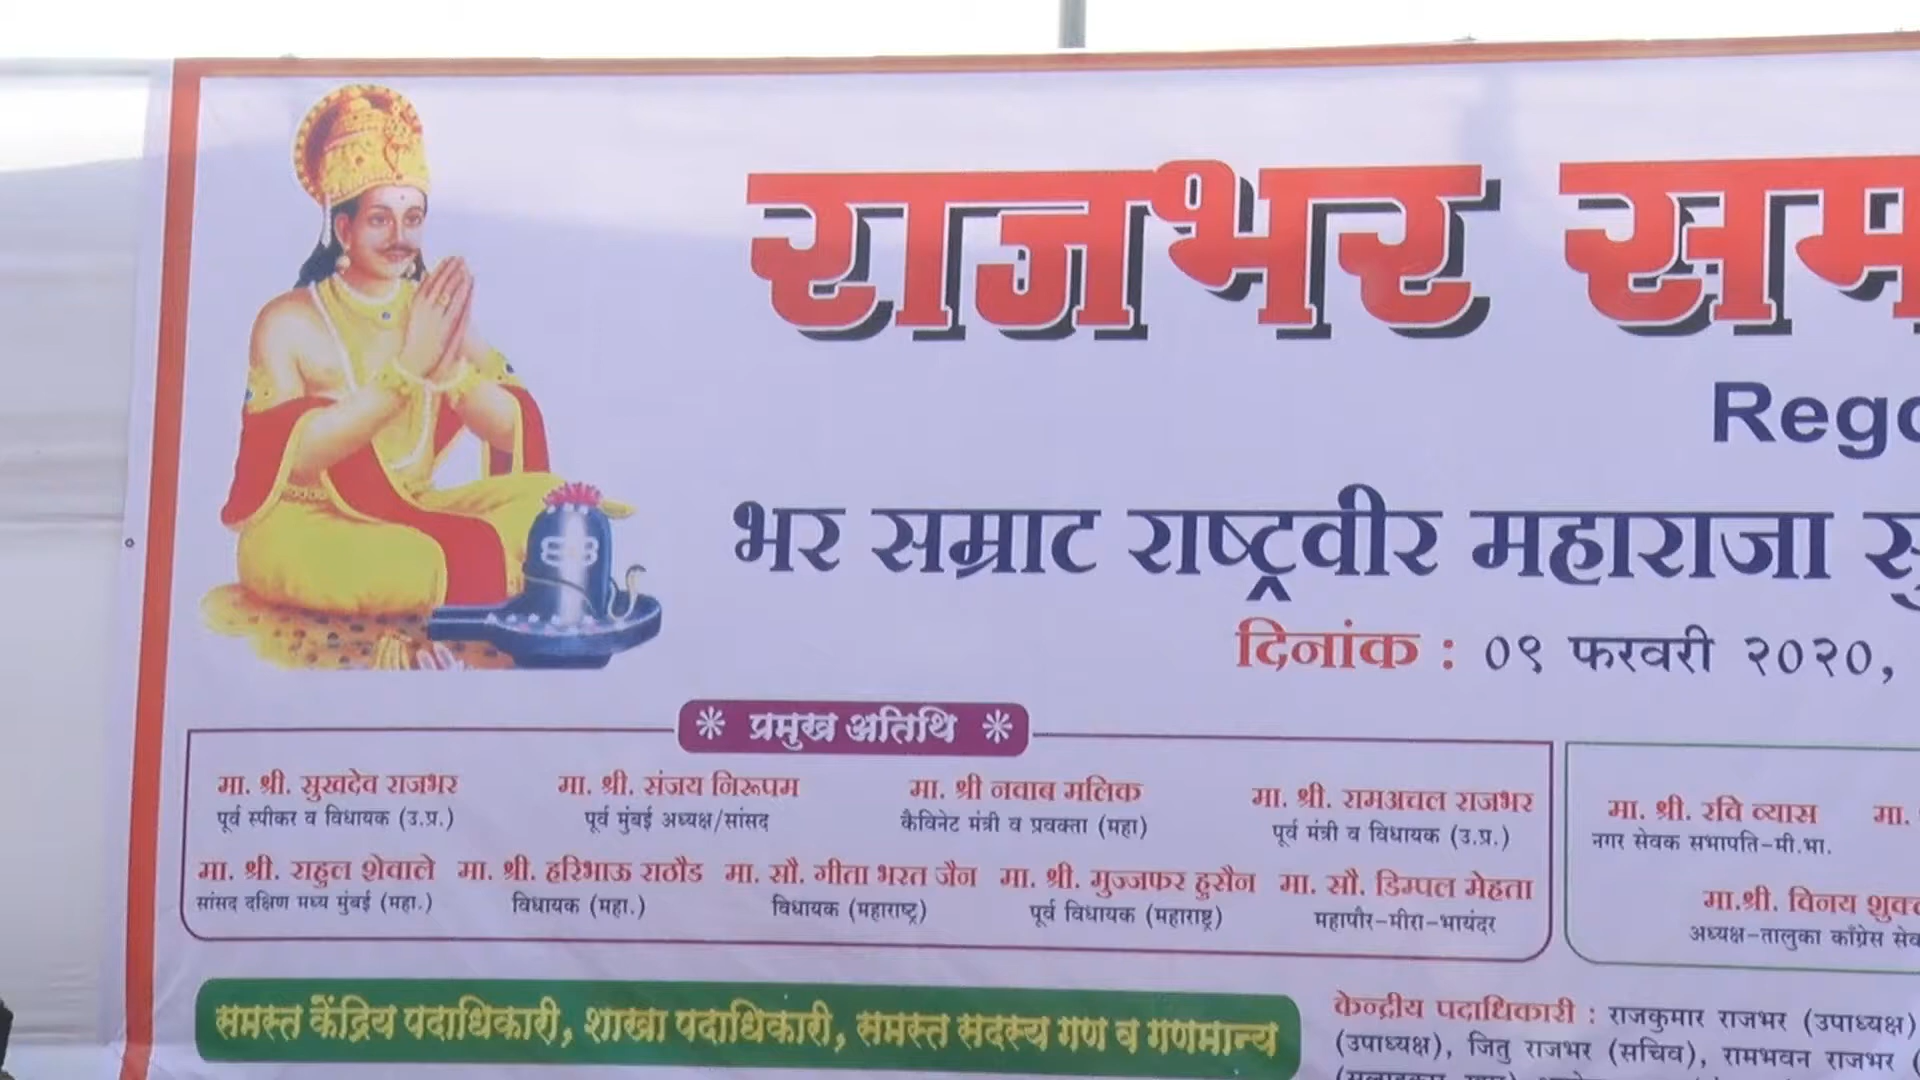 राजभर सम
Rego
भर सम्राट राष्ट्रवीर महाराजा
दिनांक : ०९ फरवरी २०२०,
प्रमुख अतिथि
मा. श्री. सुखदेव राजभर
पूर्व स्पीकर व विधायक (उ.प्र.)
मा. श्री. संजय निरूपम
पूर्व मुंबई अध्यक्ष/सांसद
मा. श्री नवाब मलिक
कैविनेट मंत्री व प्रवक्ता (महा)
मा. श्री. रामअचल राजभर
पूर्व मंत्री व विधायक (उ.प्र.)
मा. श्री. राहुल शेवाले
सांसद दक्षिण मध्य मुंबई (महा.)
मा. श्री. हरिभाऊ राठौड
विधायक (महा.)
मा. सौ. गीता भरत जैन
विधायक (महाराष्ट्र)
मा. श्री. मुज्जफर हुसैन
पूर्व विधायक (महाराष्ट्र)
मा. सौ. डिम्पल मेहता
महापौर-मीरा-भायंदर
मा. श्री. रवि व्यास
नगर सेवक सभापति-मी.भा.
मा.
मा.श्री. विनय
अध्यक्ष-तालुका काँग्रेस
समस्त केंद्रिय पदाधिकारी, शाखा पदाधिकारी, समस्त सदस्य गण व गणमान्य
केन्द्रीय पदाधिकारी : राजकुमार राजभर (उपाध्यक्ष)
(उपाध्यक्ष), जितु राजभर (सचिव), रामभवन राजभर (